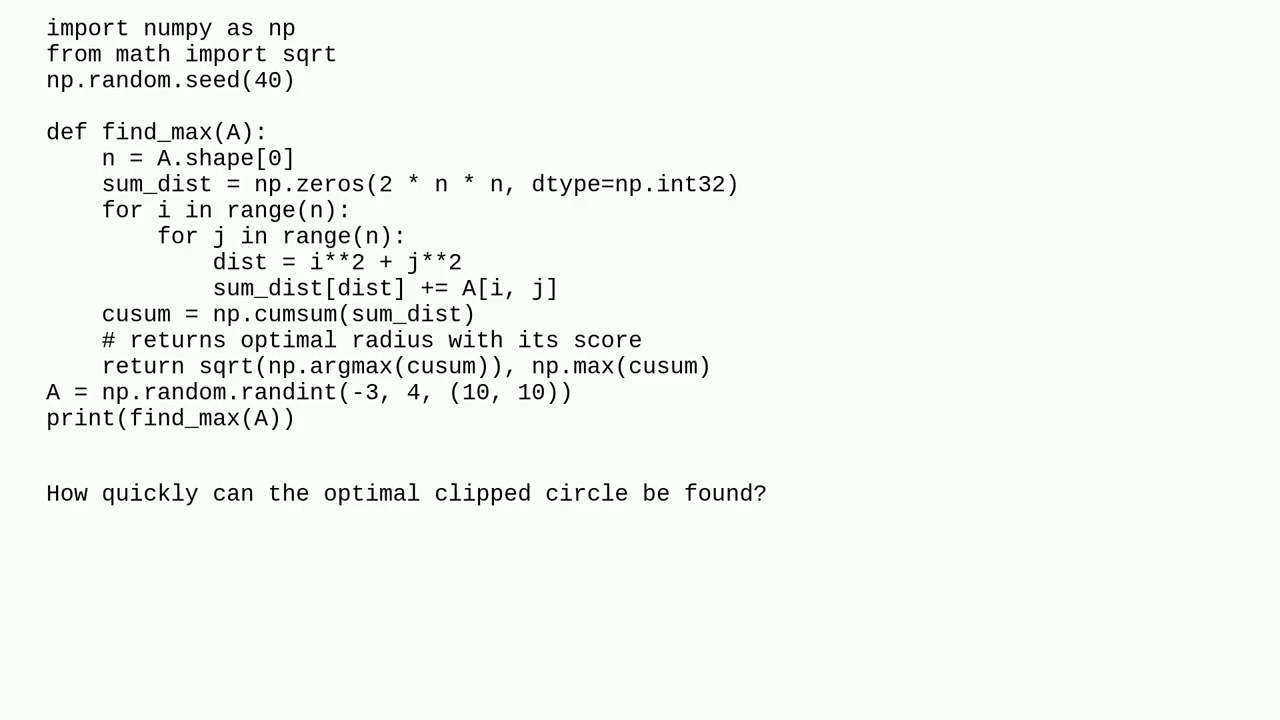 import numpy as np
from math import sqrt
np.random.seed(40)

def find_max(A):
    n = A.shape[0]
    sum_dist = np.zeros(2 * n * n, dtype=np.int32)
    for i in range(n):
        for j in range(n):
            dist = i**2 + j**2
            sum_dist[dist] += A[i, j]
    cusum = np.cumsum(sum_dist)
    # returns optimal radius with its score
    return sqrt(np.argmax(cusum)), np.max(cusum)
A = np.random.randint(-3, 4, (10, 10))
print(find_max(A))

How quickly can the optimal clipped circle be found?